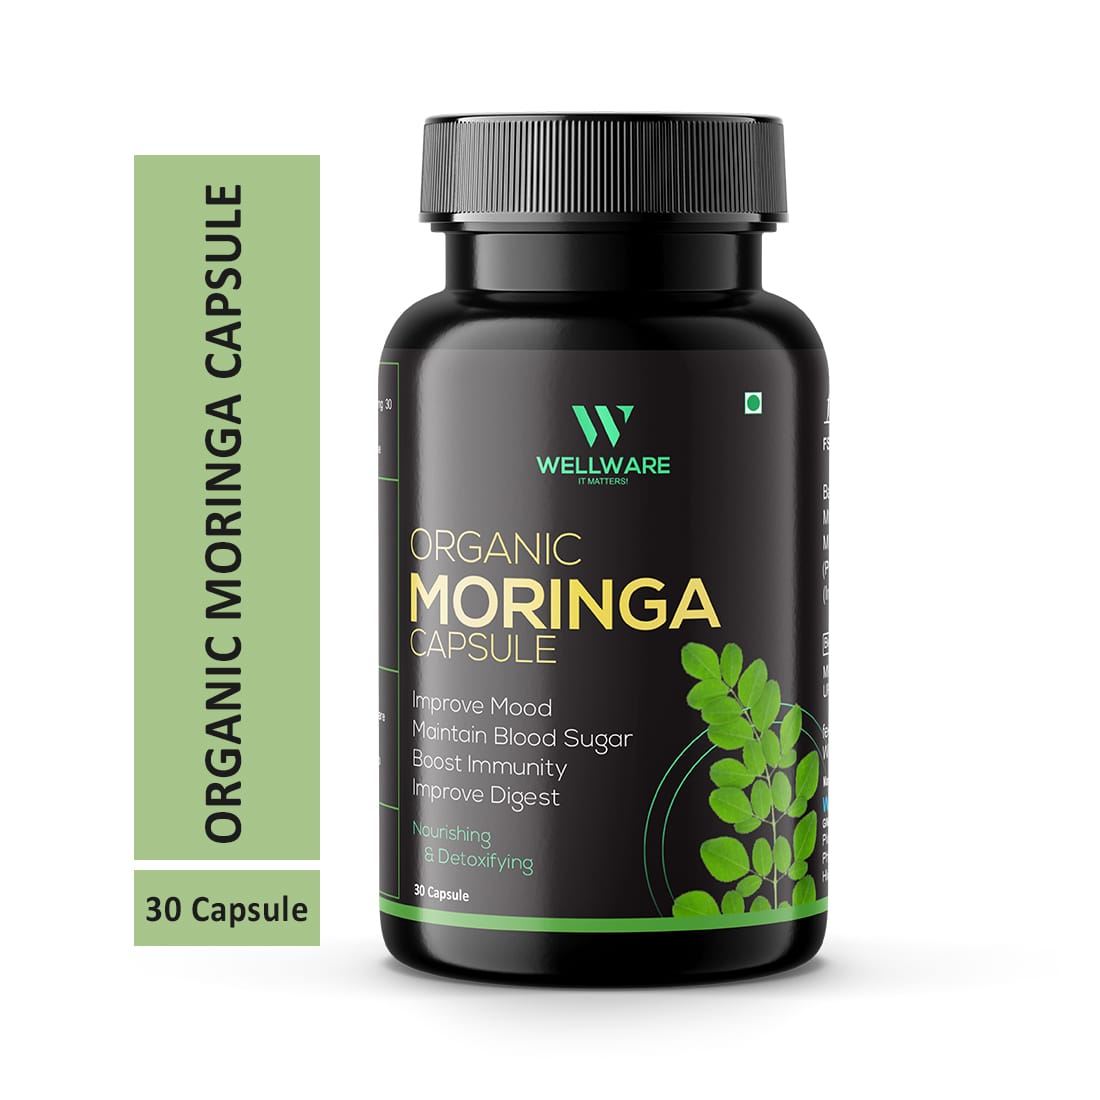 ORGANIC MORINGA CAPSULE
30 Capsule
WELLWARE
IT MATTERS!
ORGANIC
MORINGA
CAPSULE
Improve Mood
Maintain Blood Sugar
Boost Immunity
Improve Digest
Nourishing
& Detoxifying
30 Capsule
30